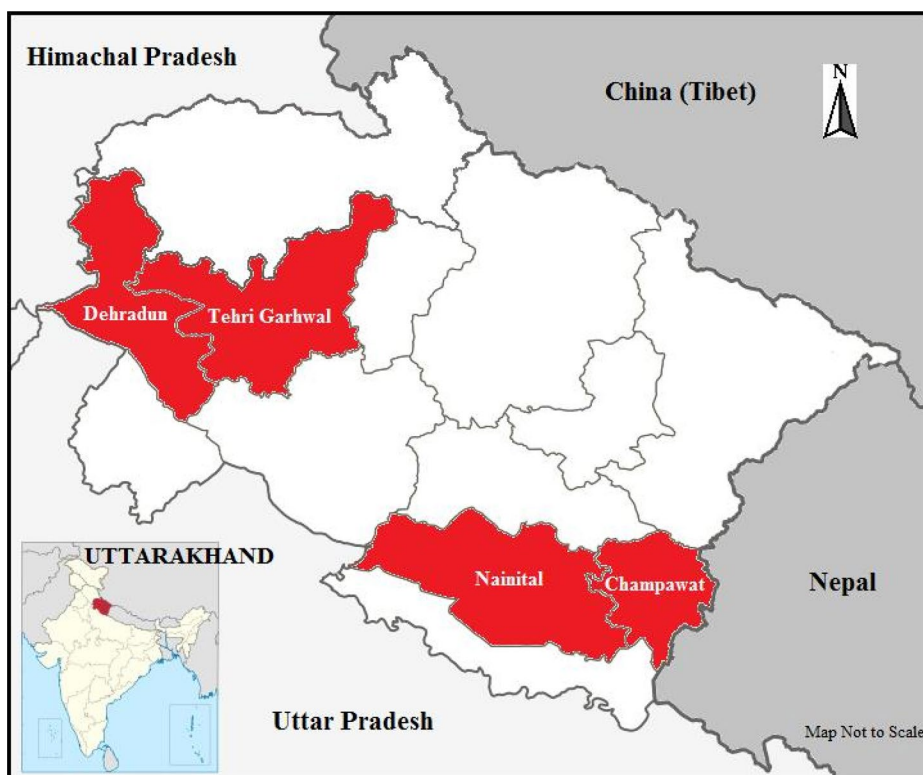 Himachal Pradesh
China (Tibet)
N
Dehradun
Tehri Garhwal
UTTARAKHAND
Nainital
Champawat
Nepal
Uttar Pradesh
Map Not to Scale